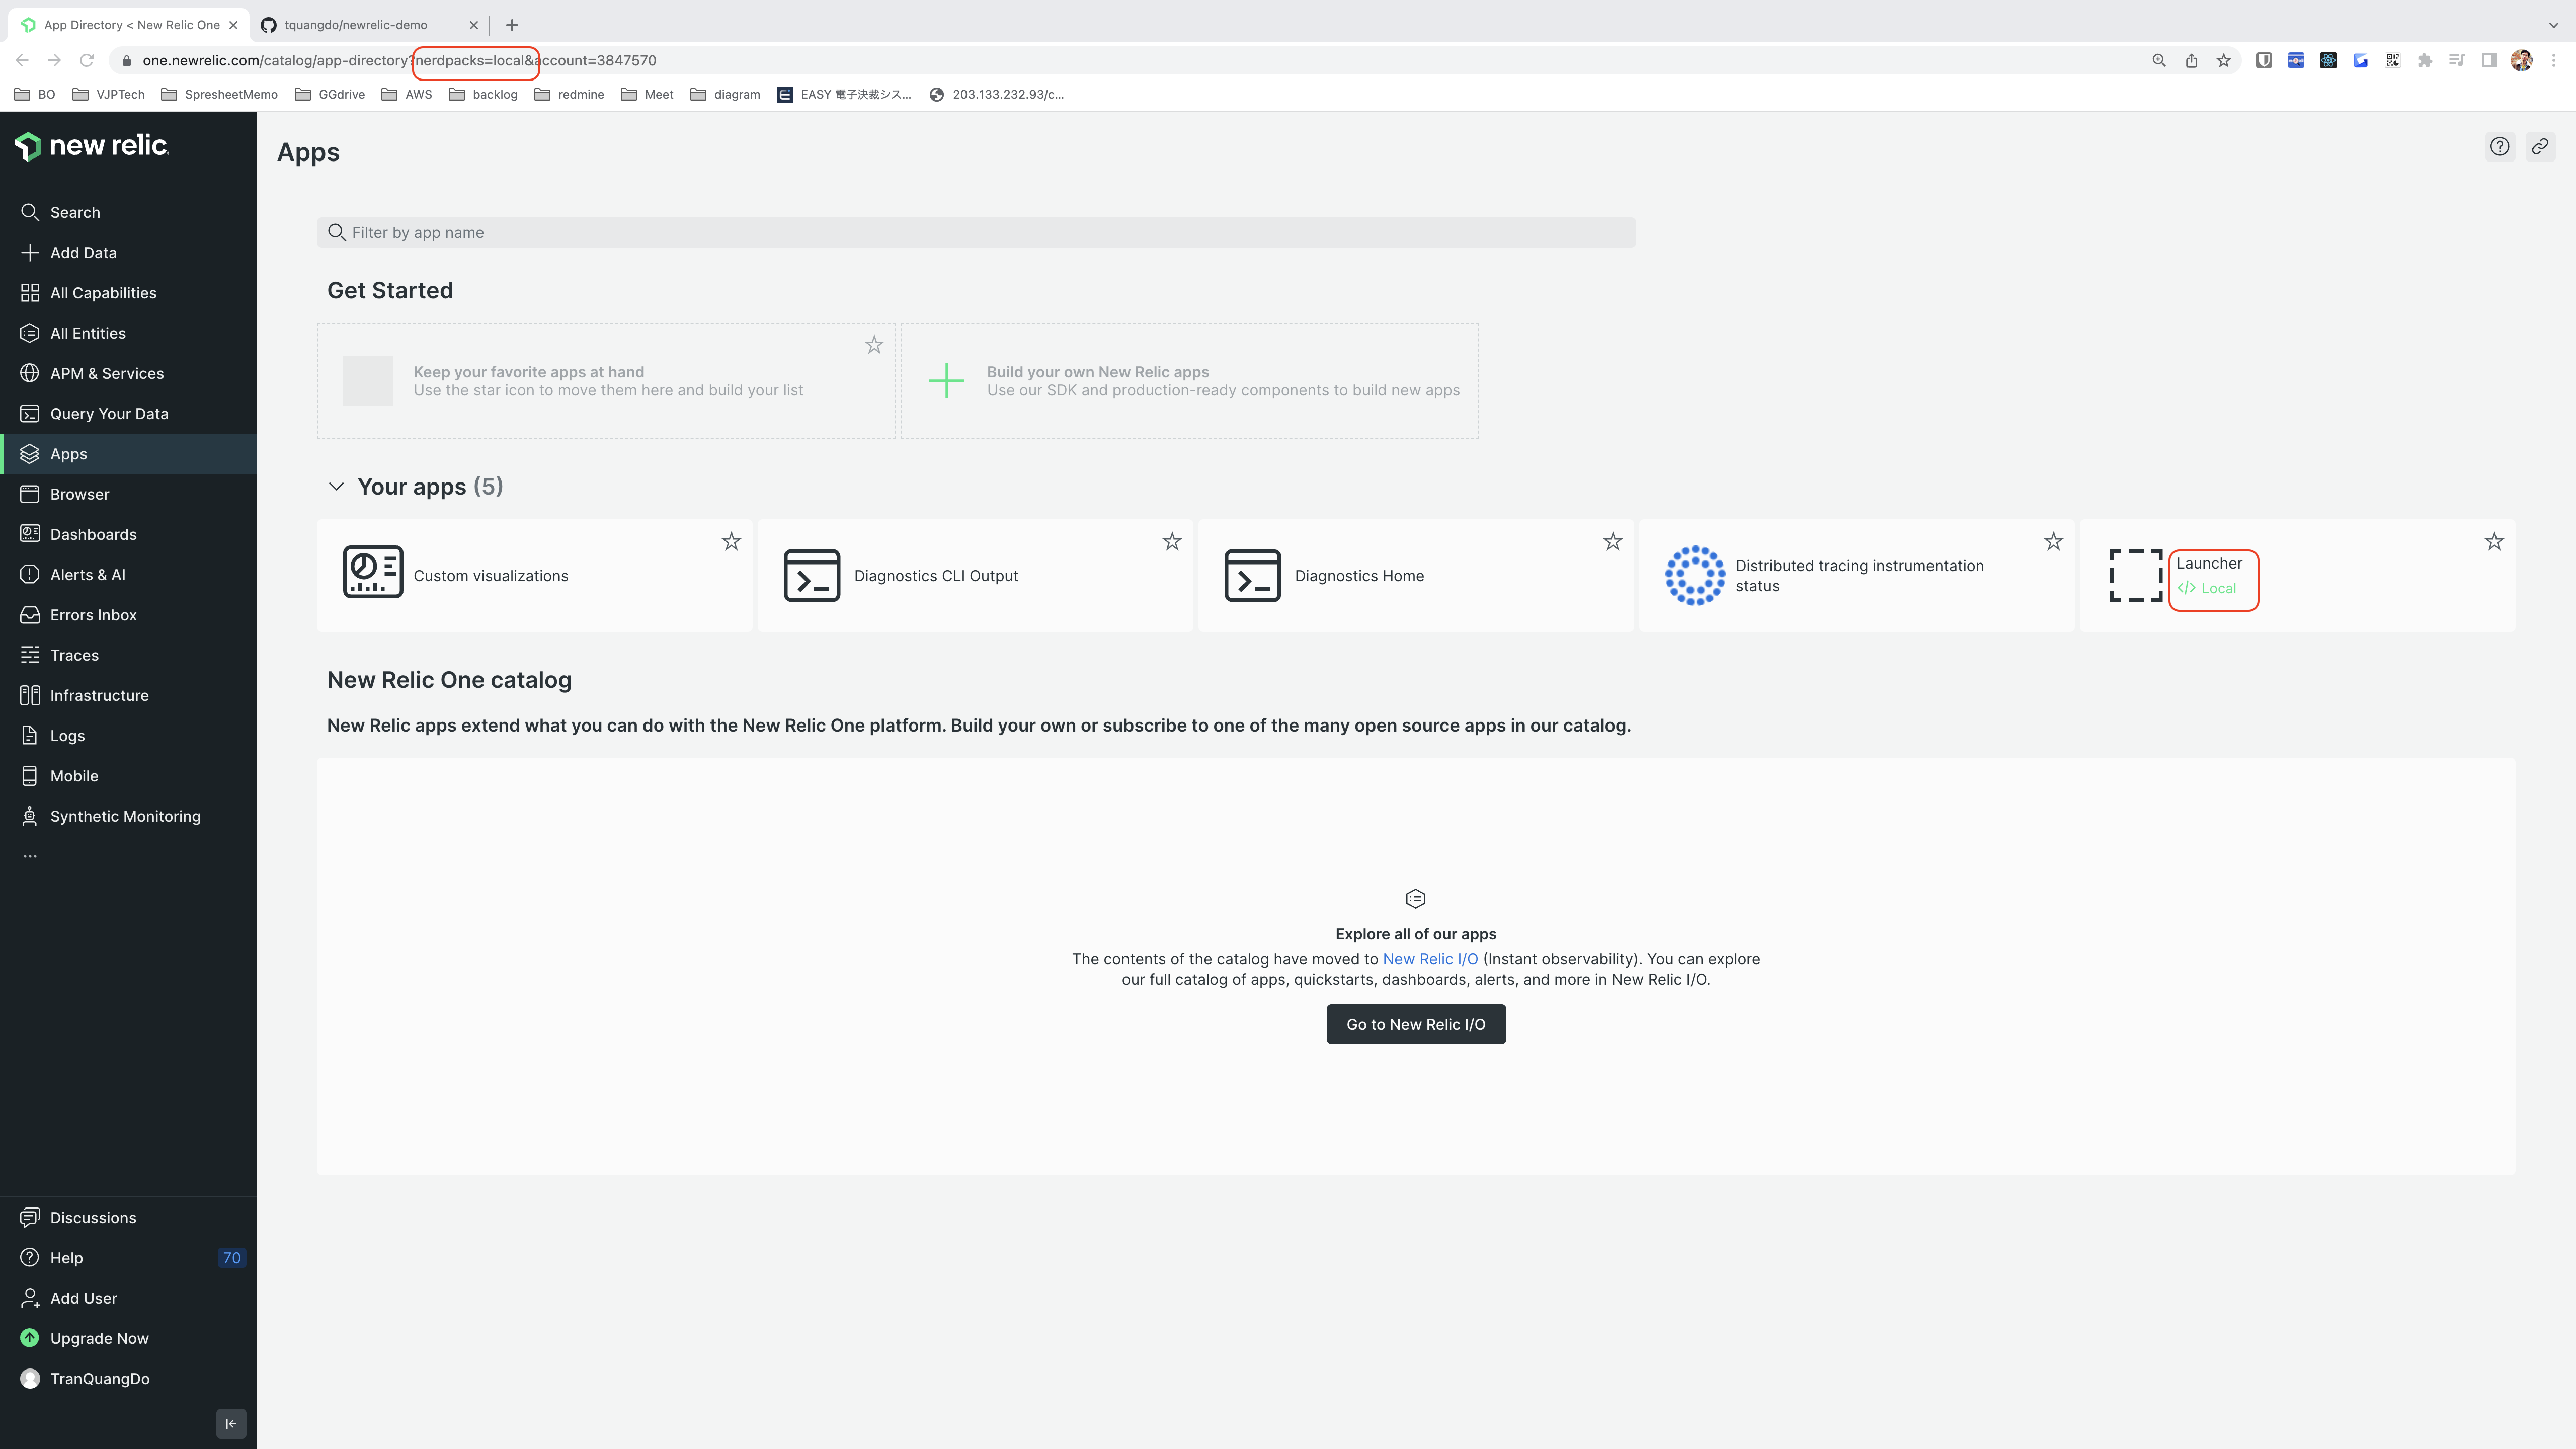 App Directory < New Relic One
tquangdo/newrelic-demo
one.newrelic.com/catalog/app-directory?nerdpacks=local&account=3847570
BO
VJPTech
SpresheetMemo
GGdrive
AWS
backlog
redmine
Meet
diagram
EASY 電子決裁シス...
203.133.232.93/c...
new relic.
Search
Add Data
All Capabilities
All Entities
APM & Services
Query Your Data
Apps
Browser
Dashboards
Alerts & AI
Errors Inbox
Traces
Infrastructure
Logs
Mobile
Synthetic Monitoring
...
Discussions
Help
70
Add User
Upgrade Now
TranQuangDo
Apps
Filter by app name
Get Started
Keep your favorite apps at hand
Use the star icon to move them here and build your list
Build your own New Relic apps
Use our SDK and production-ready components to build new apps
Your apps (5)
Custom visualizations
Diagnostics CLI Output
Diagnostics Home
Distributed tracing instrumentation
status
Launcher
</> Local
New Relic One catalog
New Relic apps extend what you can do with the New Relic One platform. Build your own or subscribe to one of the many open source apps in our catalog.
Explore all of our apps
The contents of the catalog have moved to New Relic I/O (Instant observability). You can explore
our full catalog of apps, quickstarts, dashboards, alerts, and more in New Relic I/O.
Go to New Relic I/O